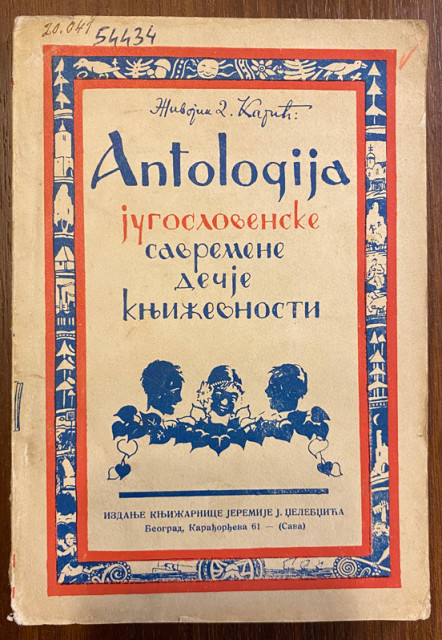 20.041
54434
Живојин Д. Карић:
Antologija
југословенске
савремене
дечје
књижевности
ИЗДАЊЕ КЊИЖАРНИЦЕ ЈЕРЕМИЈЕ Ј. ЏЕЛЕБЏИЋА
Београд, Карађорђева 61 — (Сава)